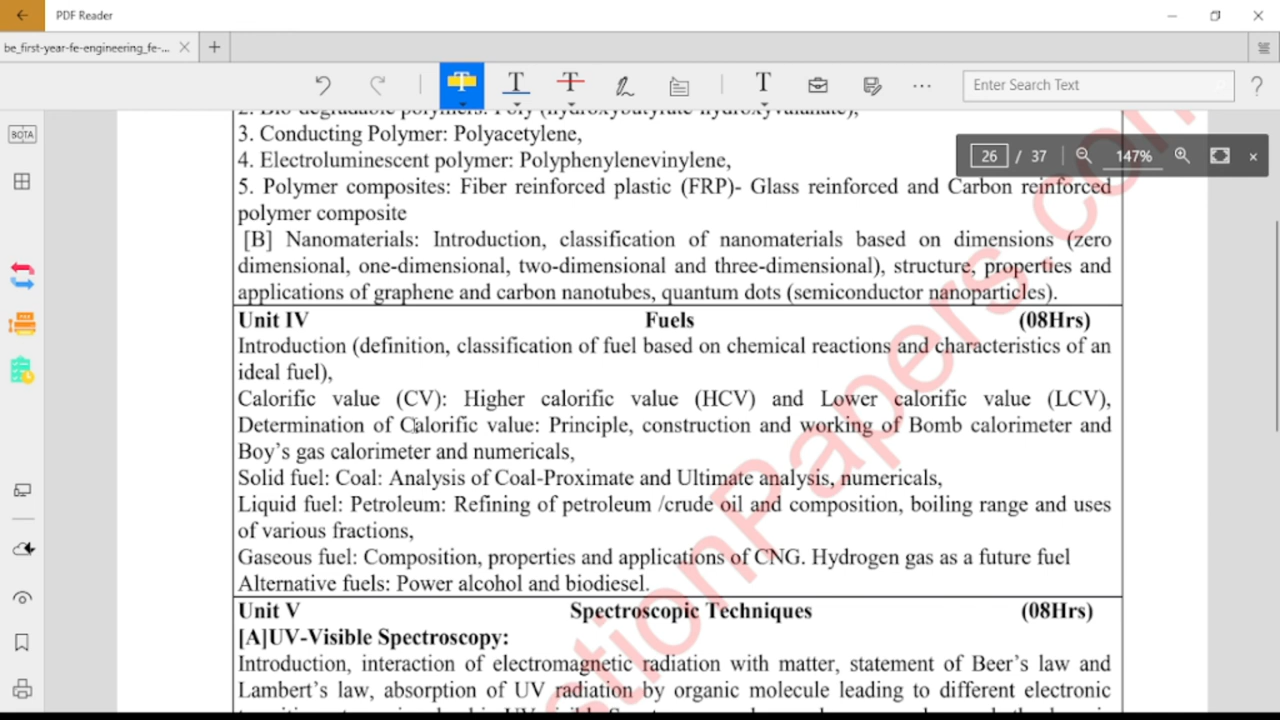 PDF Reader
be_first-year-fe-engineering_fe-...
Enter Search Text
BOTA
26 / 37
147%
2. Bio-degradable polymers: Poly (hydroxybutyrate-hydroxyvalanate),
3. Conducting Polymer: Polyacetylene,
4. Electroluminescent polymer: Polyphenylenevinylene,
5. Polymer composites: Fiber reinforced plastic (FRP)- Glass reinforced and Carbon reinforced
polymer composite
[B] Nanomaterials: Introduction, classification of nanomaterials based on dimensions (zero
dimensional, one-dimensional, two-dimensional and three-dimensional), structure, properties and
applications of graphene and carbon nanotubes, quantum dots (semiconductor nanoparticles).
Unit IV Fuels (08Hrs)
Introduction (definition, classification of fuel based on chemical reactions and characteristics of an
ideal fuel),
Calorific value (CV): Higher calorific value (HCV) and Lower calorific value (LCV),
Determination of Calorific value: Principle, construction and working of Bomb calorimeter and
Boy's gas calorimeter and numericals,
Solid fuel: Coal: Analysis of Coal-Proximate and Ultimate analysis, numericals,
Liquid fuel: Petroleum: Refining of petroleum /crude oil and composition, boiling range and uses
of various fractions,
Gaseous fuel: Composition, properties and applications of CNG. Hydrogen gas as a future fuel
Alternative fuels: Power alcohol and biodiesel.
Unit V Spectroscopic Techniques (08Hrs)
[A]UV-Visible Spectroscopy:
Introduction, interaction of electromagnetic radiation with matter, statement of Beer's law and
Lambert's law, absorption of UV radiation by organic molecule leading to different electronic
stionPapers.com